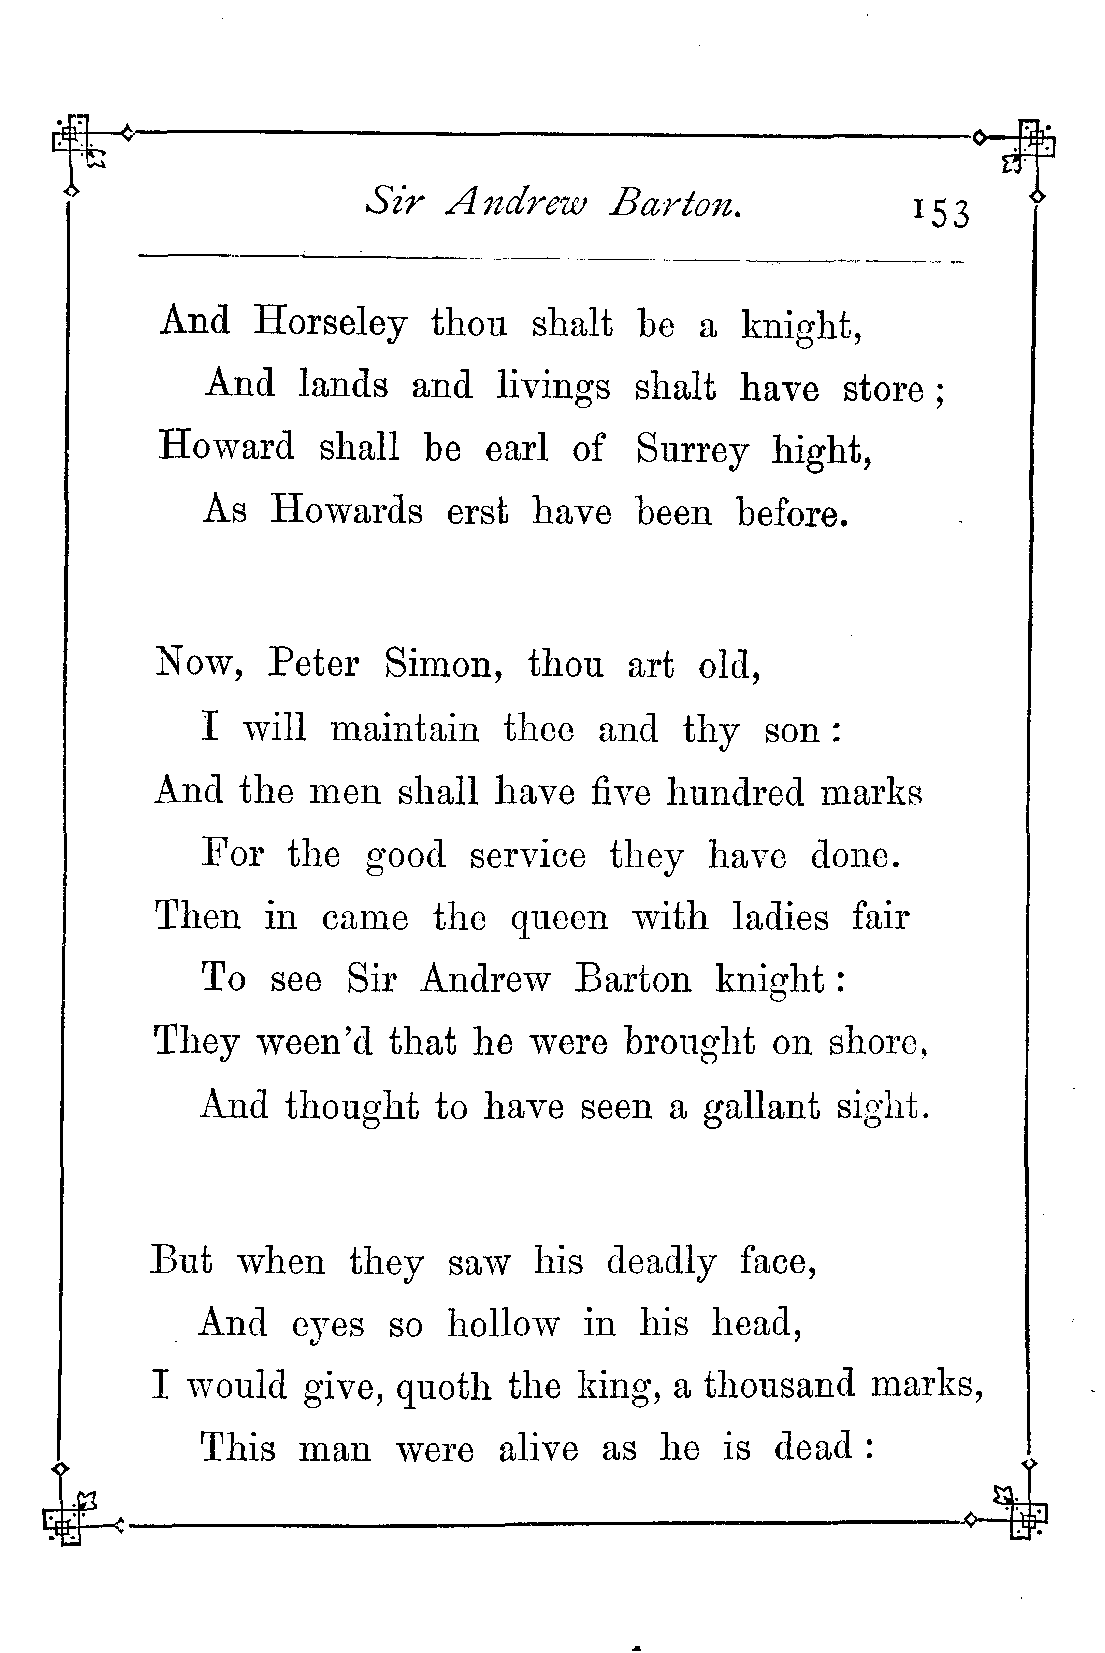 Sir Andrew Barton. 153
And Horseley thou shalt be a knight,
And lands and livings shalt have store ;
Howard shall be earl of Surrey hight,
As Howards erst have been before.
Now, Peter Simon, thou art old,
I will maintain thee and thy son :
And the men shall have five hundred marks
For the good service they have done.
Then in came the queen with ladies fair
To see Sir Andrew Barton knight :
They ween'd that he were brought on shore,
And thought to have seen a gallant sight.
But when they saw his deadly face,
And eyes so hollow in his head,
I would give, quoth the king, a thousand marks,
This man were alive as he is dead :